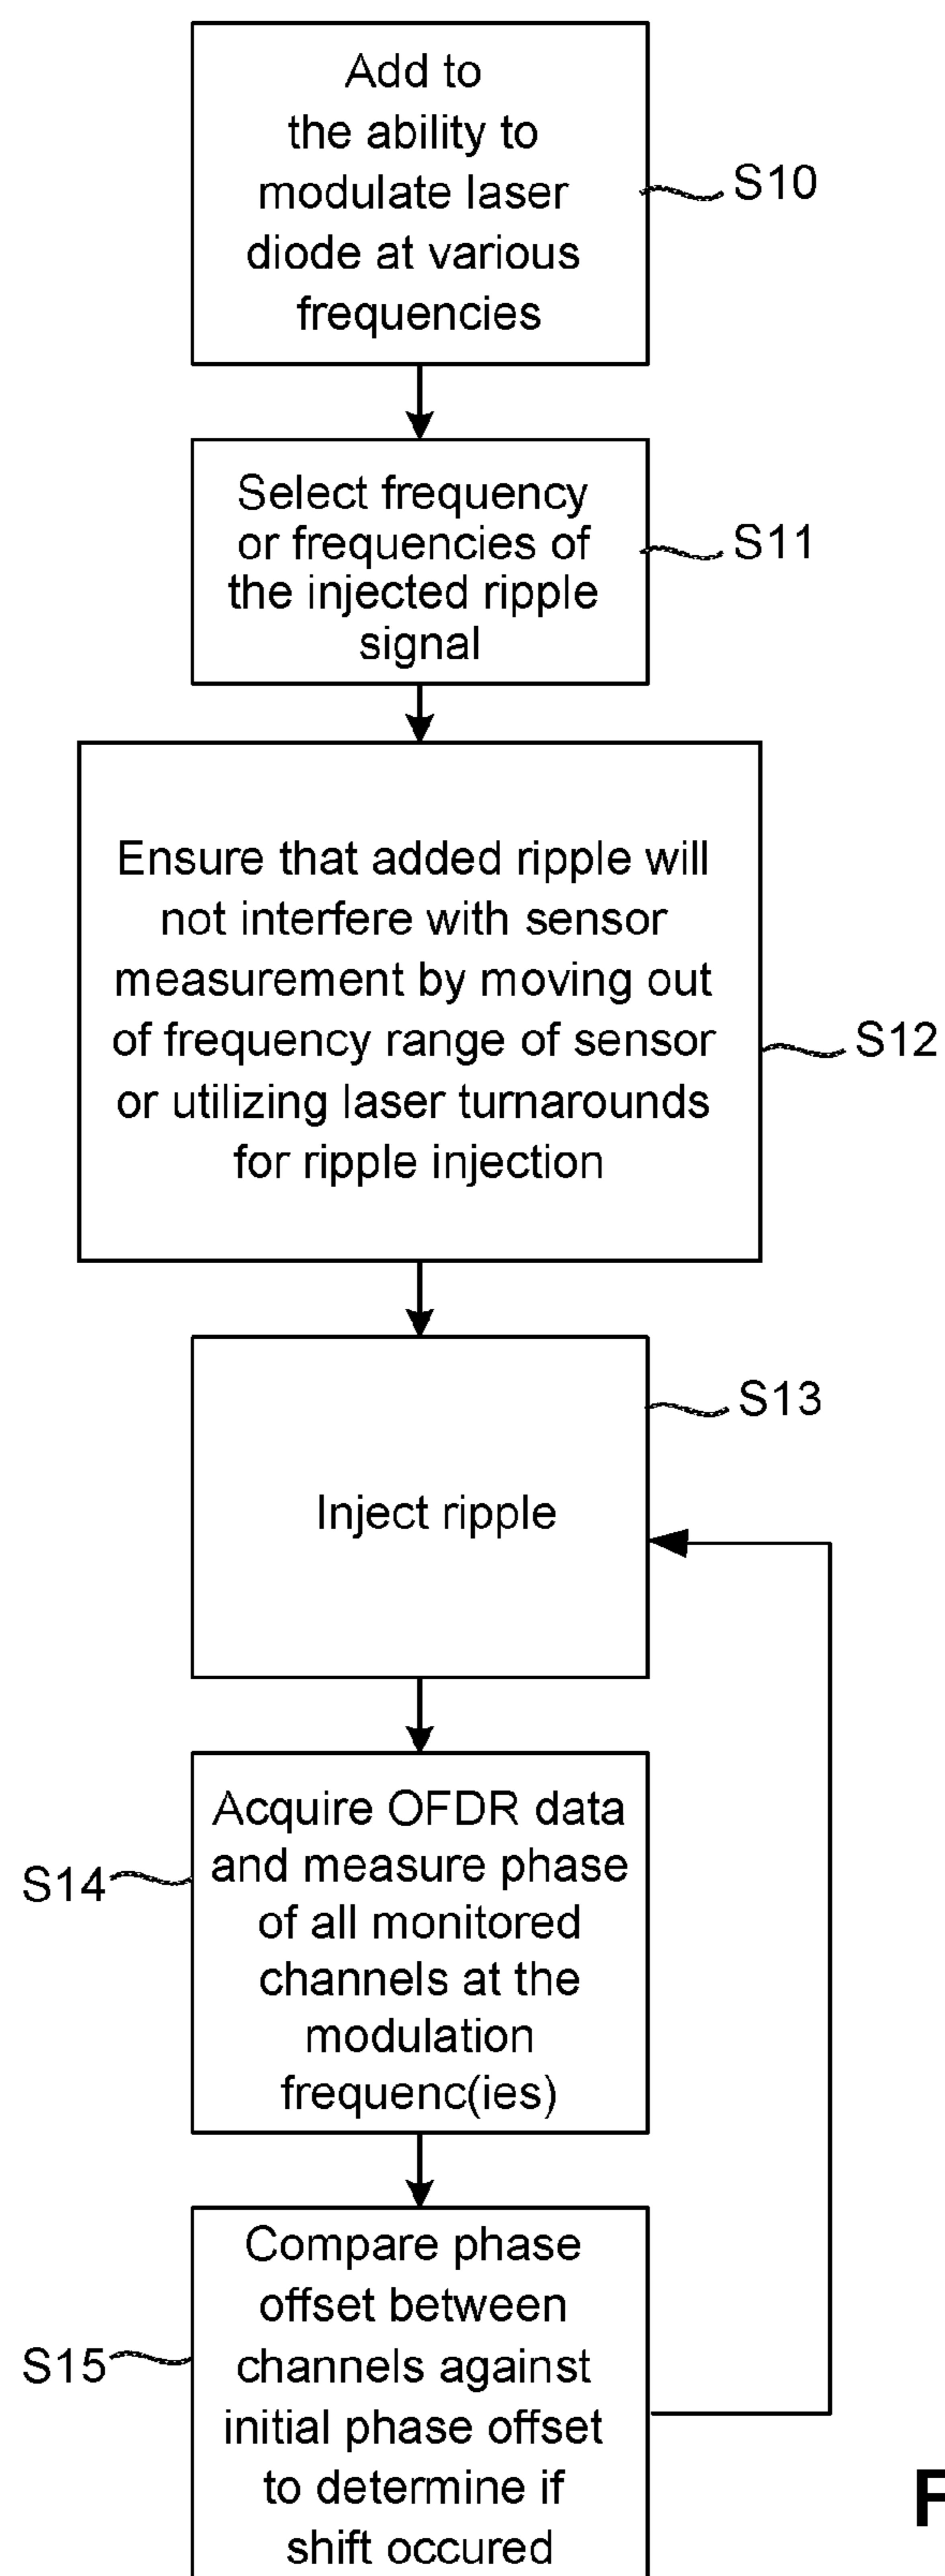 Add to
the ability to
modulate laser
diode at various
frequencies
S10
Select frequency
or frequencies of
the injected ripple
signal
S11
Ensure that added ripple will
not interfere with sensor
measurement by moving out
of frequency range of sensor
or utilizing laser turnarounds
for ripple injection
S12
Inject ripple
S13
Acquire OFDR data
and measure phase
of all monitored
channels at the
modulation
frequenc(ies)
S14
Compare phase
offset between
channels against
initial phase offset
to determine if
shift occured
S15